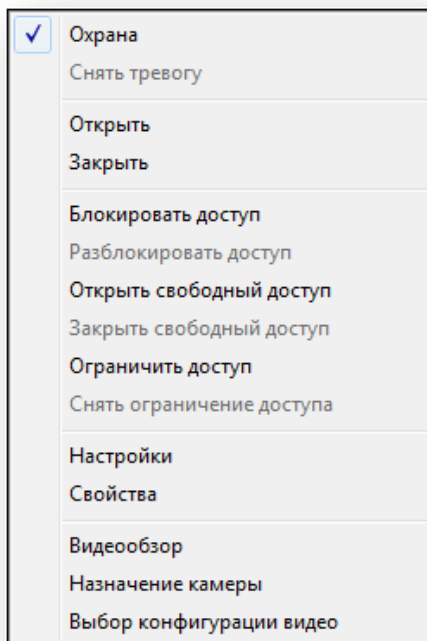 Охрана
Снять тревогу
Открыть
Закрыть
Блокировать доступ
Разблокировать доступ
Открыть свободный доступ
Закрыть свободный доступ
Ограничить доступ
Снять ограничение доступа
Настройки
Свойства
Видеообзор
Назначение камеры
Выбор конфигурации видео